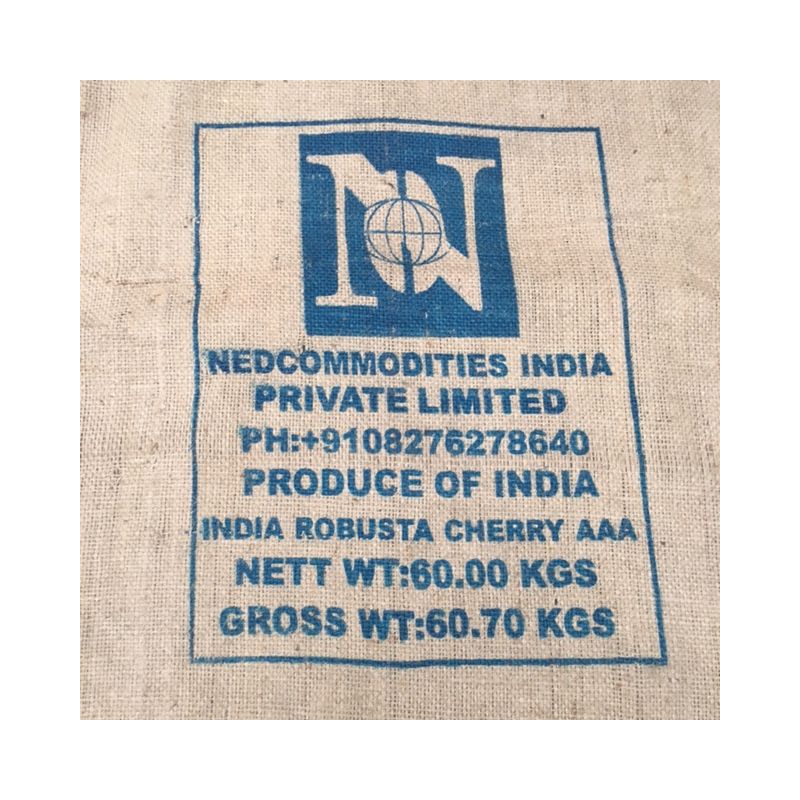 N
NEDCOMMODITIES INDIA
PRIVATE LIMITED
PH:+9108276278640
PRODUCE OF INDIA
INDIA ROBUSTA CHERRY AAA
NETT WT:60.00 KGS
GROSS WT:60.70 KGS